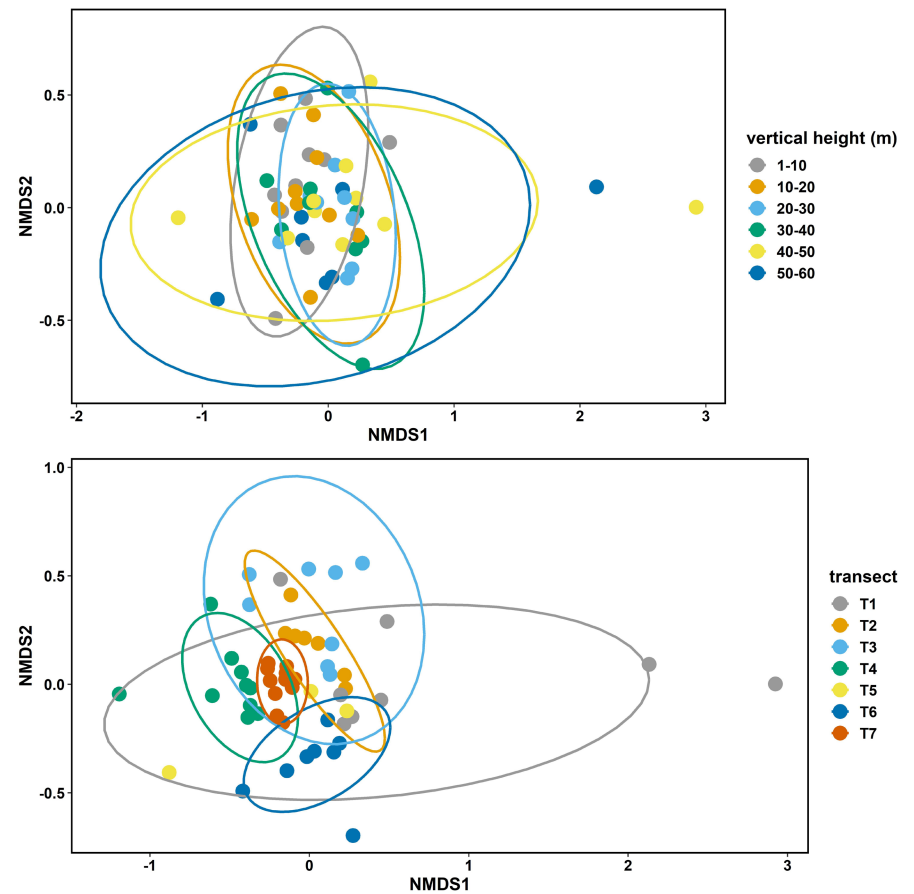 0.5
0.0
-0.5
NMDS2
-2
-1
0
1
2
3
NMDS1
vertical height (m)
1-10
10-20
20-30
30-40
40-50
50-60
1.0
0.5
0.0
-0.5
NMDS2
-1
0
1
2
3
NMDS1
transect
T1
T2
T3
T4
T5
T6
T7